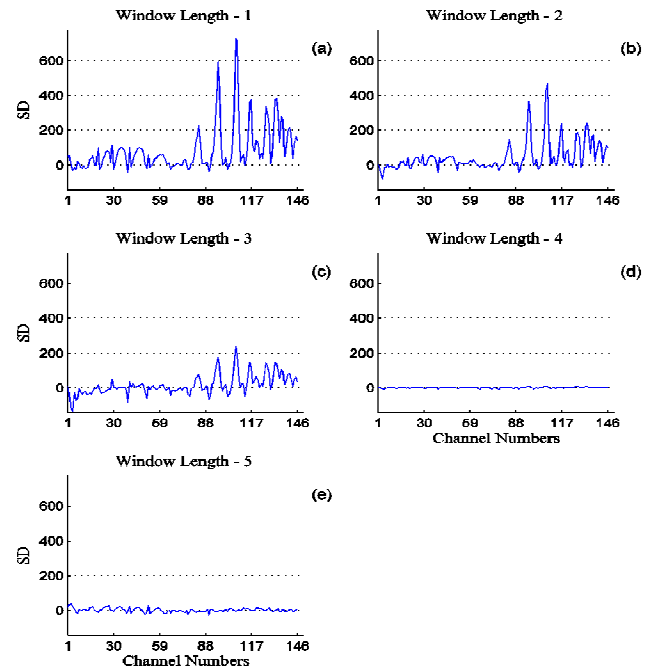 Window Length - 1
(a)
SD
600
400
200
0
1 30 59 88 117 146
Window Length - 2
(b)
600
400
200
0
1 30 59 88 117 146
Window Length - 3
(c)
SD
600
400
200
0
1 30 59 88 117 146
Window Length - 4
(d)
600
400
200
0
1 30 59 88 117 146
Channel Numbers
Window Length - 5
(e)
SD
600
400
200
0
1 30 59 88 117 146
Channel Numbers